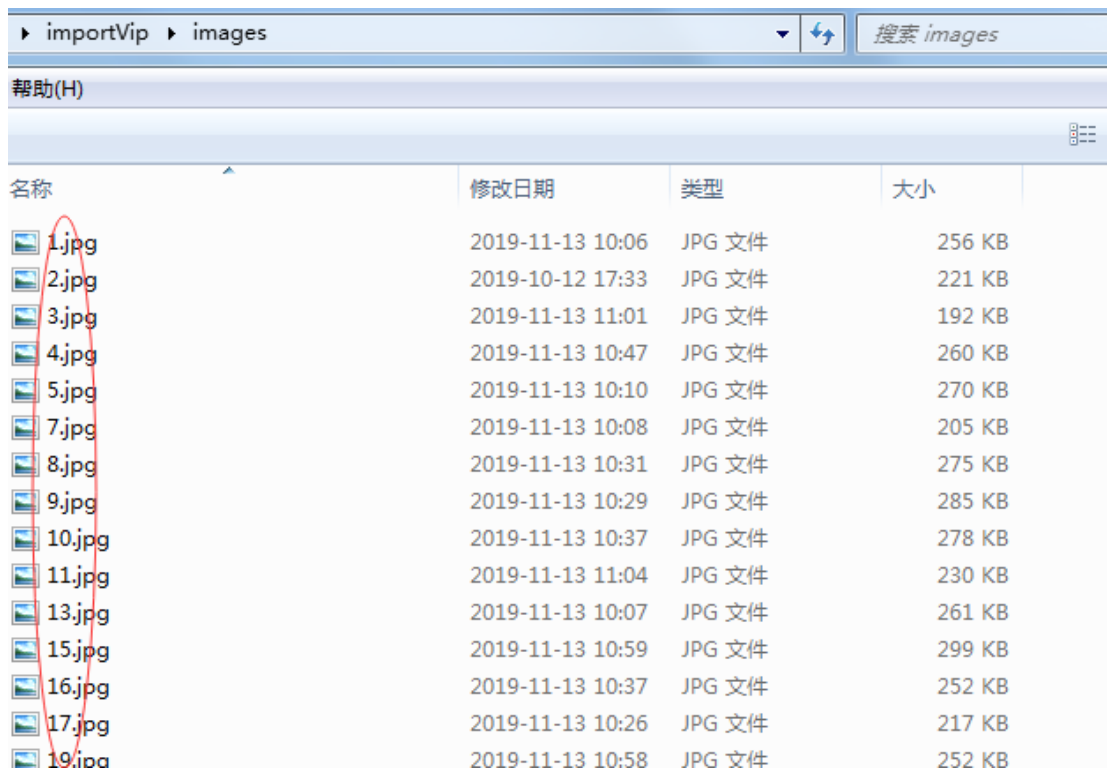 importVip images 搜索 images
帮助(H)
名称 修改日期 类型 大小
1.jpg 2019-11-13 10:06 JPG 文件 256 KB
2.jpg 2019-10-12 17:33 JPG 文件 221 KB
3.jpg 2019-11-13 11:01 JPG 文件 192 KB
4.jpg 2019-11-13 10:47 JPG 文件 260 KB
5.jpg 2019-11-13 10:10 JPG 文件 270 KB
7.jpg 2019-11-13 10:08 JPG 文件 205 KB
8.jpg 2019-11-13 10:31 JPG 文件 275 KB
9.jpg 2019-11-13 10:29 JPG 文件 285 KB
10.jpg 2019-11-13 10:37 JPG 文件 278 KB
11.jpg 2019-11-13 11:04 JPG 文件 230 KB
13.jpg 2019-11-13 10:07 JPG 文件 261 KB
15.jpg 2019-11-13 10:59 JPG 文件 299 KB
16.jpg 2019-11-13 10:37 JPG 文件 252 KB
17.jpg 2019-11-13 10:26 JPG 文件 217 KB
19.jpg 2019-11-13 10:58 JPG 文件 252 KB